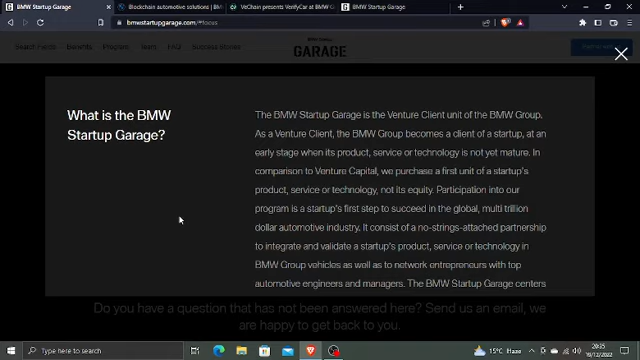 BMW Startup Garage
Blockchain automotive solutions | BM
VeChain presents VerifyCar at BMW G
BMW Startup Garage
bmwstartupgarage.com/#focus
Search Fields Benefits Program Team FAQ Success Stories
GARAGE
What is the BMW
Startup Garage?
The BMW Startup Garage is the Venture Client unit of the BMW Group.
As a Venture Client, the BMW Group becomes a client of a startup, at an
early stage when its product, service or technology is not yet mature. In
comparison to Venture Capital, we purchase a first unit of a startup's
product, service or technology, not its equity. Participation into our
program is a startup's first step to succeed in the global, multi trillion
dollar automotive industry. It consist of a no-strings-attached partnership
to integrate and validate a startup's product, service or technology in
BMW Group vehicles as well as to network entrepreneurs with top
automotive engineers and managers. The BMW Startup Garage centers
Do you have a question that has not been answered here? Send us an email, we
are happy to get back to you.
Type here to search
15°C Haze
20:35
19/12/2022